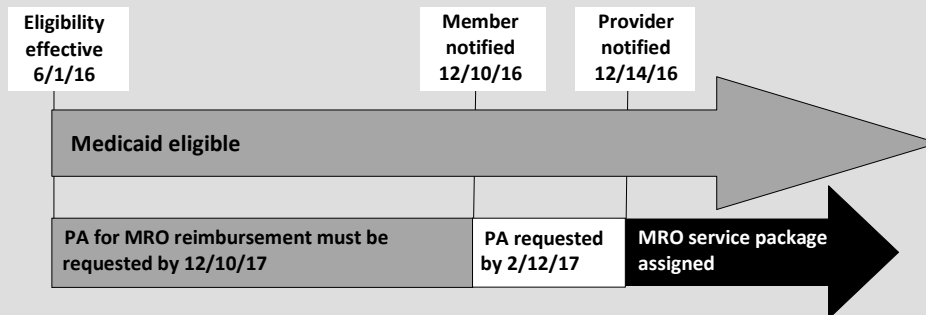 Eligibility
effective
6/1/16
Member
notified
12/10/16
Provider
notified
12/14/16
Medicaid eligible
PA for MRO reimbursement must be
requested by 12/10/17
PA requested
by 2/12/17
MRO service package
assigned